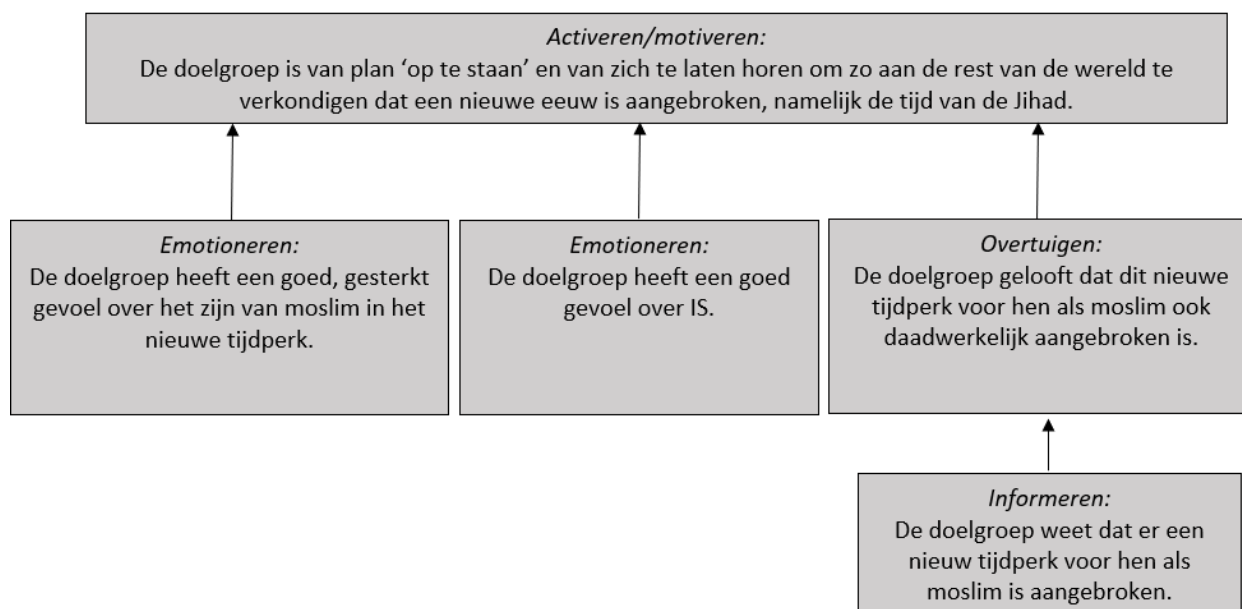 Activeren/motiveren:
De doelgroep is van plan ‘op te staan’ en van zich te laten horen om zo aan de rest van de wereld te
verkondigen dat een nieuwe eeuw is aangebroken, namelijk de tijd van de Jihad.
Emotioneren:
De doelgroep heeft een goed, gesterkt
gevoel over het zijn van moslim in het
nieuwe tijdperk.
Emotioneren:
De doelgroep heeft een goed
gevoel over IS.
Overtuigen:
De doelgroep gelooft dat dit nieuwe
tijdperk voor hen als moslim ook
daadwerkelijk aangebroken is.
Informeren:
De doelgroep weet dat er een
nieuw tijdperk voor hen als
moslim is aangebroken.